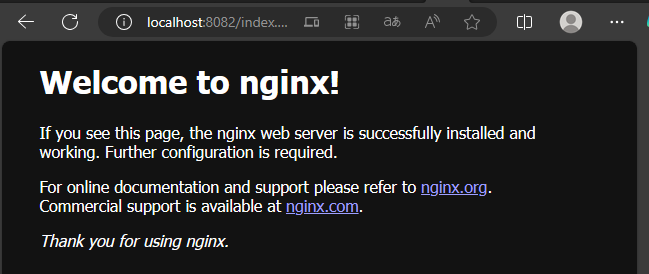 localhost:8082/index....
Welcome to nginx!
If you see this page, the nginx web server is successfully installed and
working. Further configuration is required.
For online documentation and support please refer to nginx.org.
Commercial support is available at nginx.com.
Thank you for using nginx.